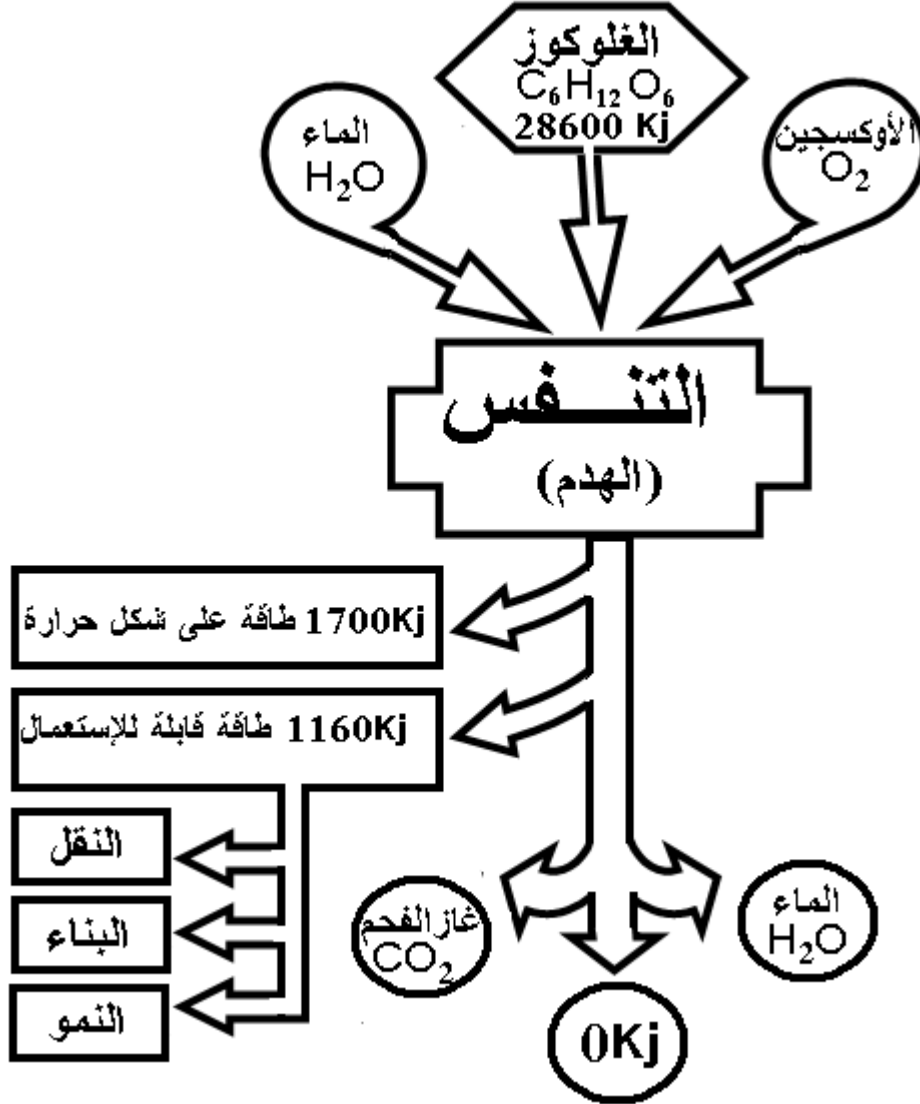 الغلوكوز
C₆H₁₂O₆
28600 Kj
الماء
H₂O
الأوكسجين
O₂
التنـــفس
(الهدم)
1700Kj طاقة على شكل حرارة
1160Kj طاقة قابلة للإستعمال
النقل
البناء
النمو
غاز الفحم
CO₂
الماء
H₂O
0Kj